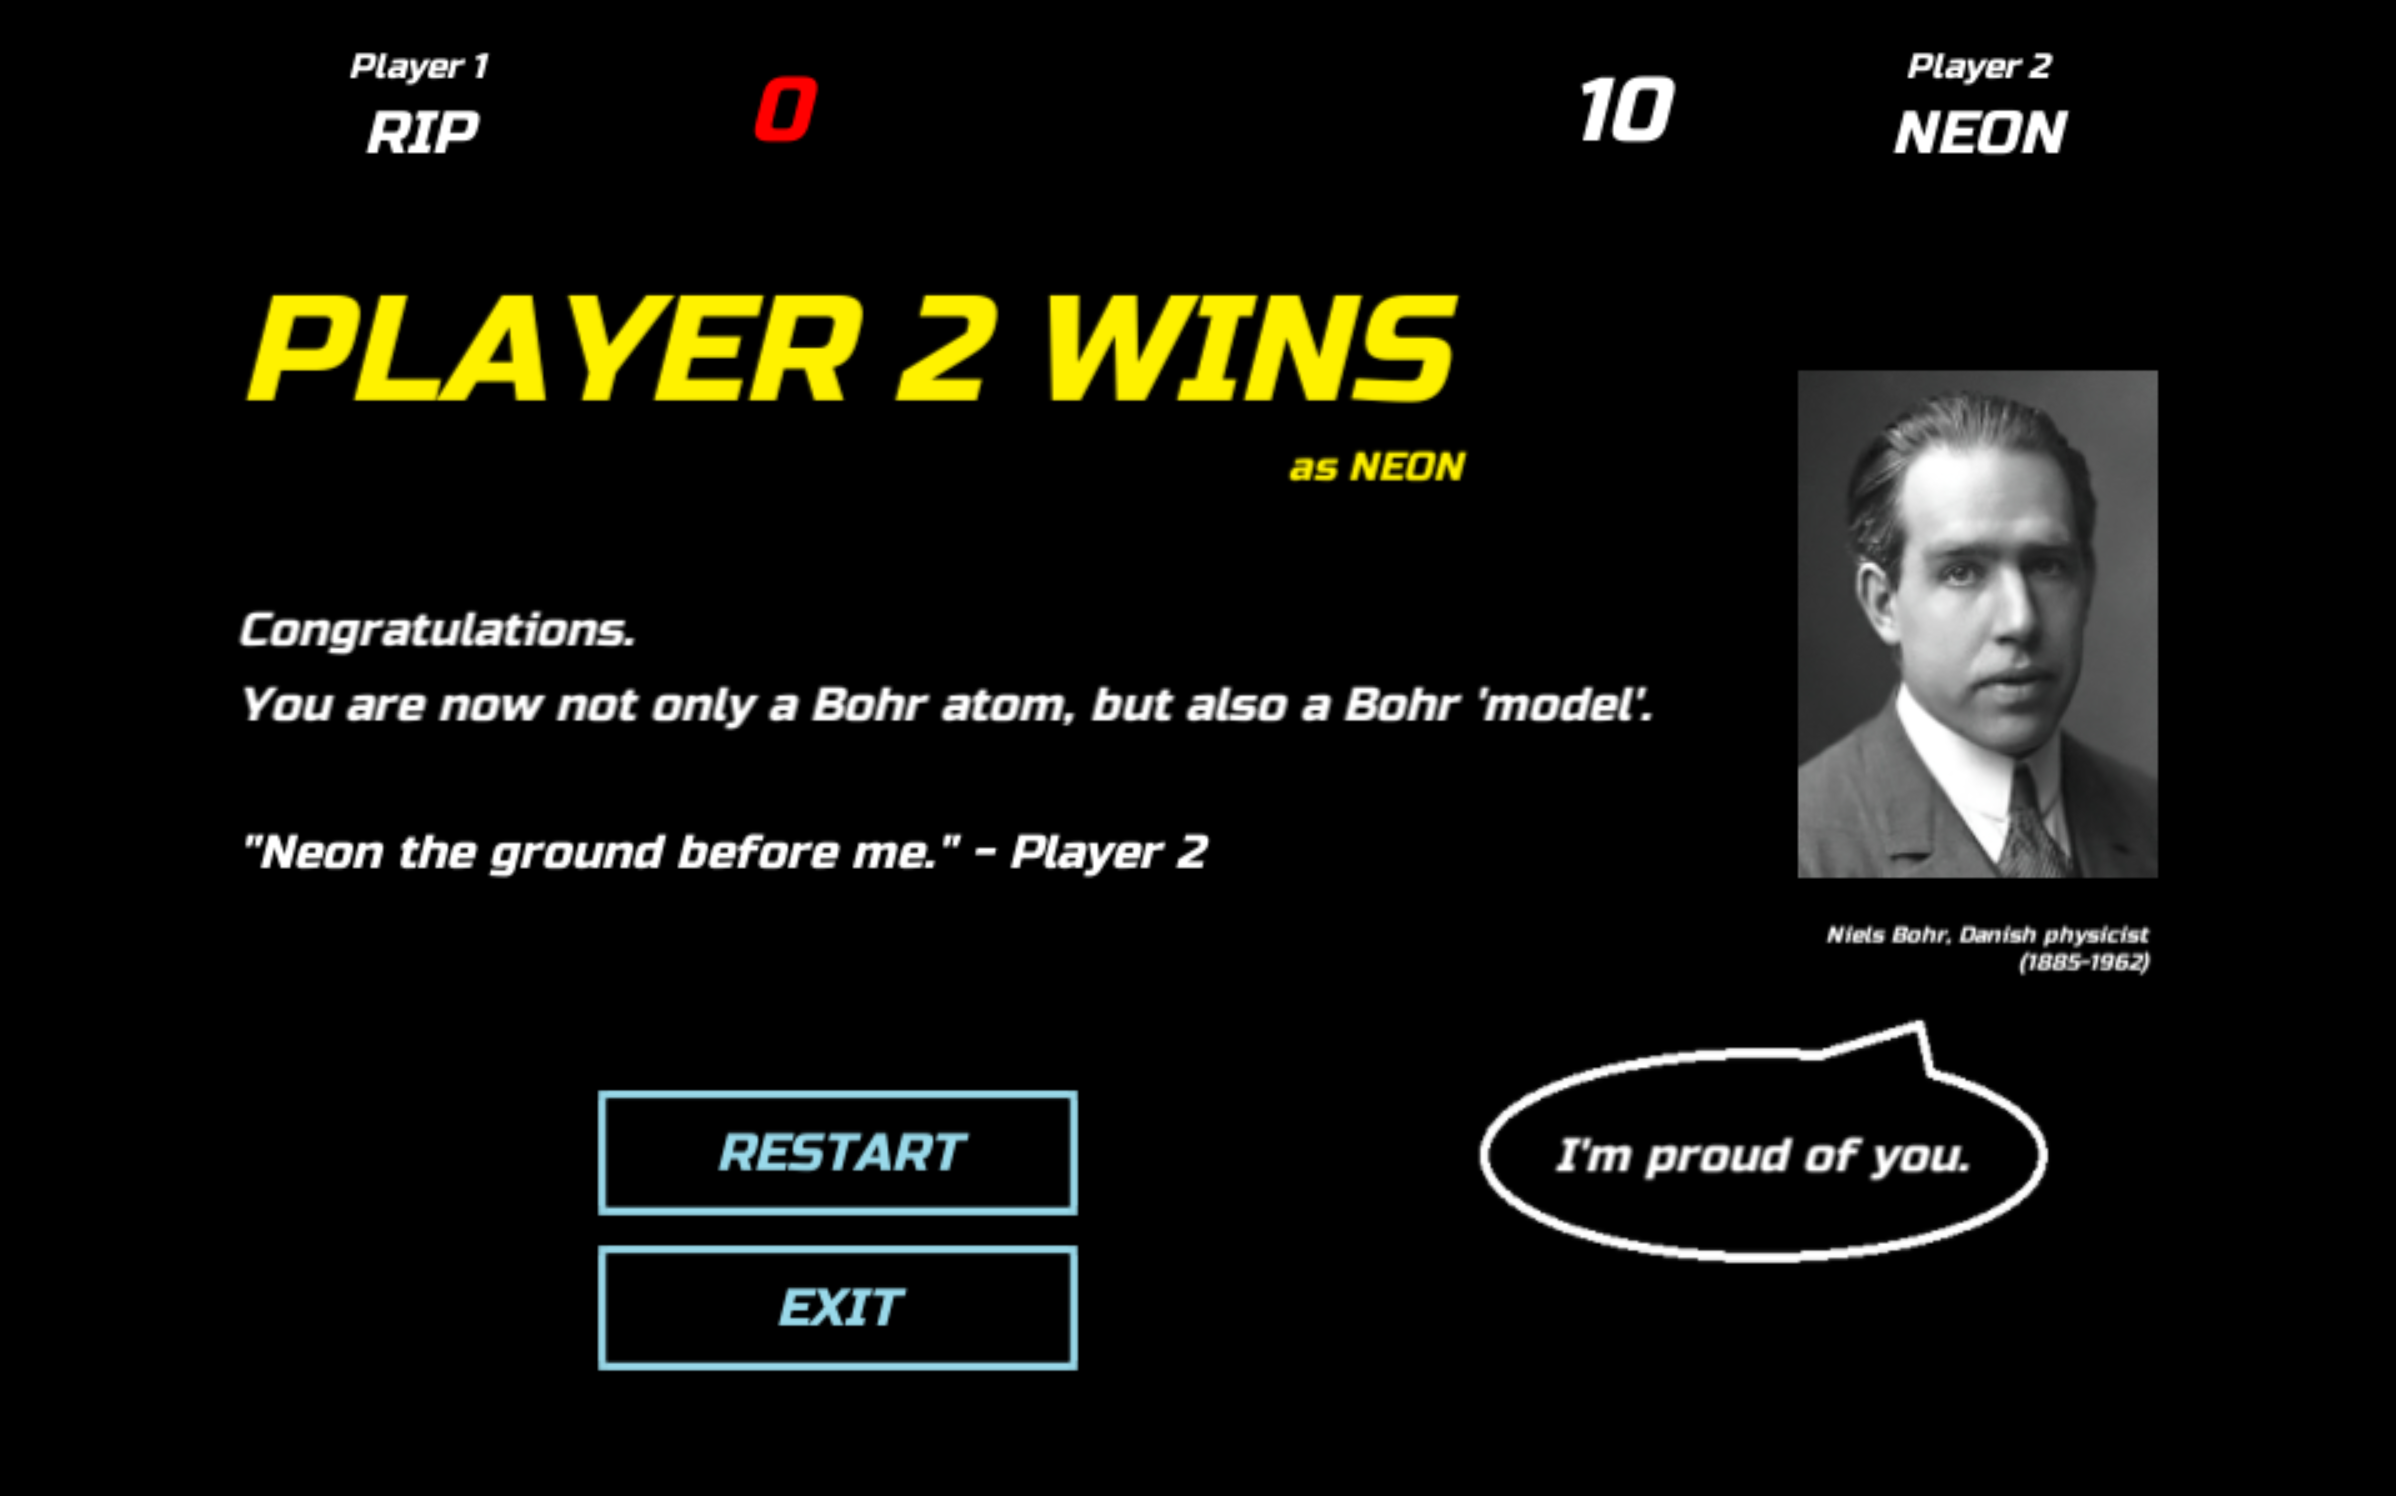 Player 1
RIP
0
10
Player 2
NEON
PLAYER 2 WINS
as NEON
Congratulations.
You are now not only a Bohr atom, but also a Bohr 'model'.
"Neon the ground before me." - Player 2
Niels Bohr, Danish physicist
(1885-1962)
RESTART
EXIT
I'm proud of you.